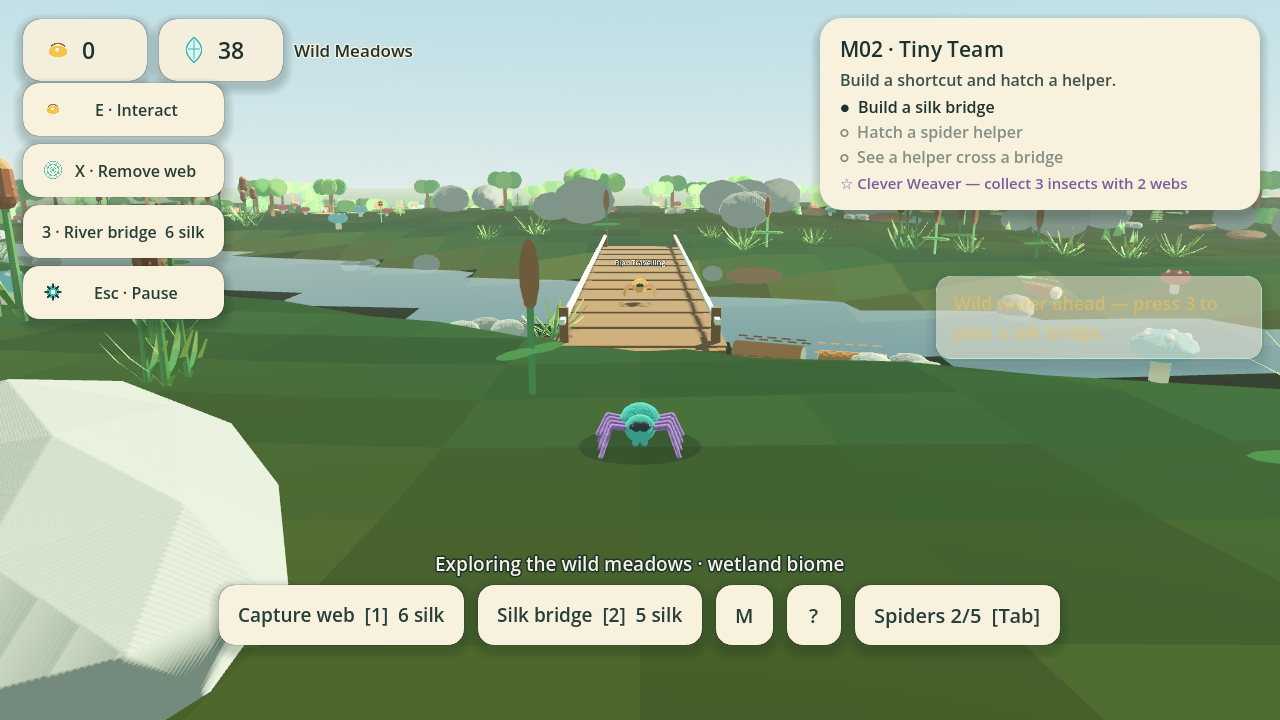 0
38
Wild Meadows
E · Interact
X · Remove web
3 · River bridge 6 silk
Esc · Pause
M02 · Tiny Team
Build a shortcut and hatch a helper.
● Build a silk bridge
○ Hatch a spider helper
○ See a helper cross a bridge
☆ Clever Weaver — collect 3 insects with 2 webs
Wild water ahead — press 3 to
plan a silk bridge.
Exploring the wild meadows · wetland biome
Capture web [1] 6 silk
Silk bridge [2] 5 silk
M
?
Spiders 2/5 [Tab]